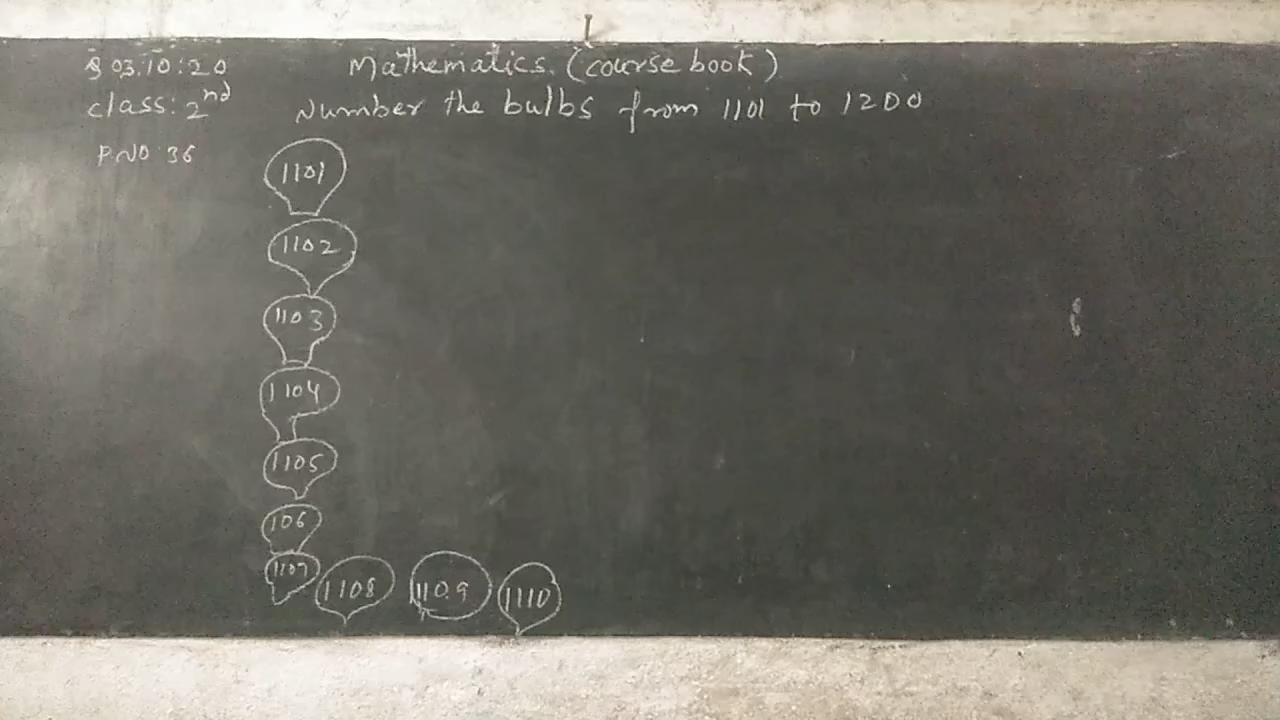 03:10:20 Mathematics. (course book)
class: 2nd Number the bulbs from 1101 to 1200
P.NO 36
1101
1102
1103
1104
1105
106
1107 1108 1109 1110